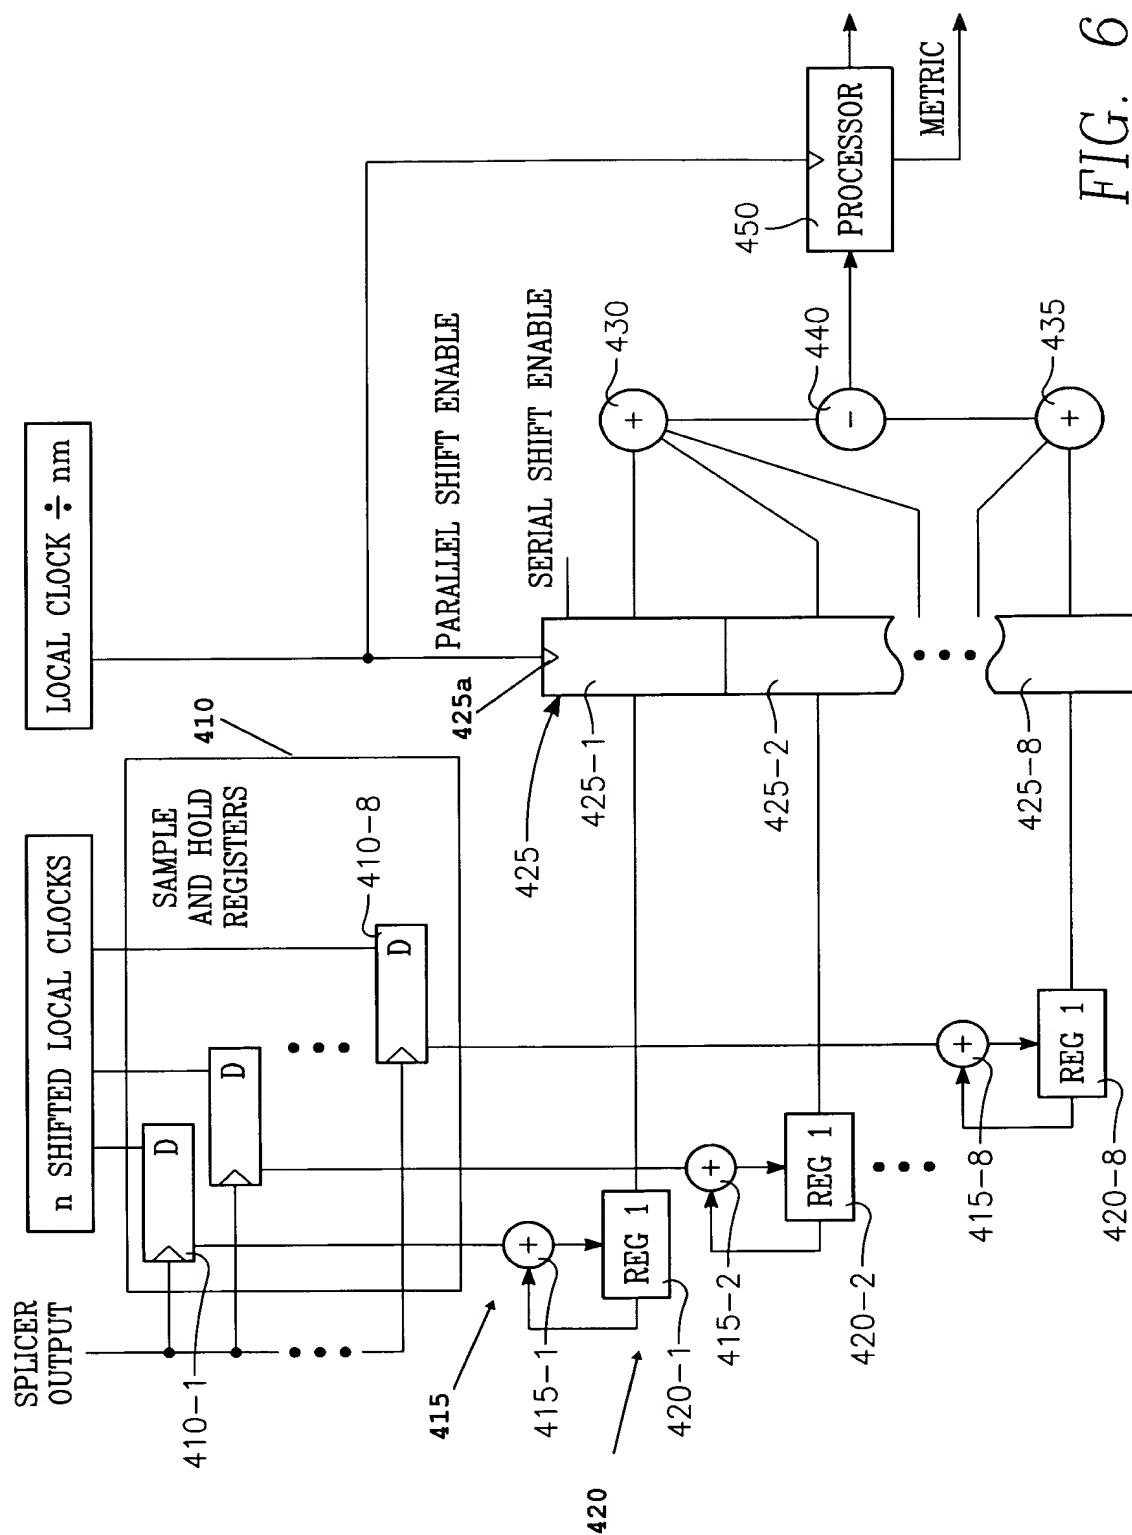 SPLICER
OUTPUT
n SHIFTED LOCAL CLOCKS
LOCAL CLOCK ÷ nm
410
SAMPLE
AND HOLD
REGISTERS
D
D
D
410-1
410-8
PARALLEL SHIFT ENABLE
SERIAL SHIFT ENABLE
425a
415
415-1
+
415-2
+
415-8
+
420
420-1
REG 1
420-2
REG 1
420-8
REG 1
425
425-1
425-2
425-8
430
+
440
-
435
+
450
PROCESSOR
METRIC
FIG. 6